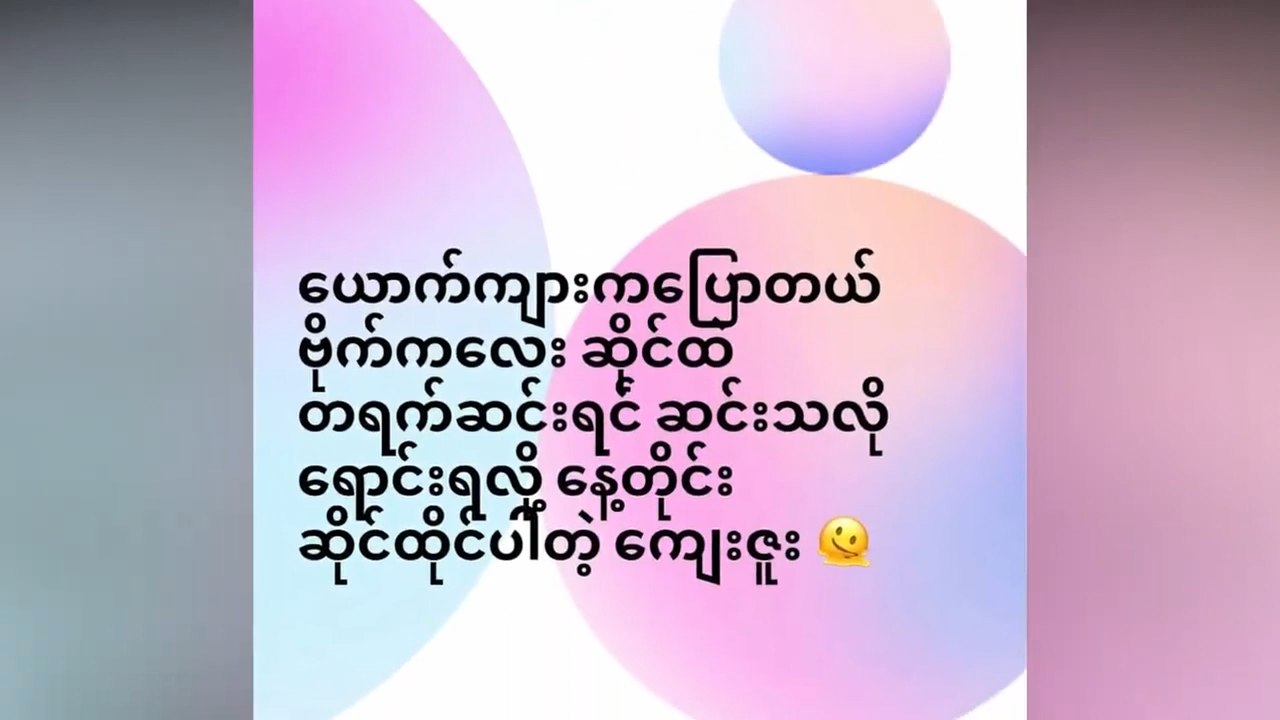 ယောက်ကျားကပြောတယ်
ဗိုက်ကလေး ဆိုင်ထဲ
တရက်ဆင်းရင် ဆင်းသလို
ရောင်းရလို့ နေ့တိုင်း
ဆိုင်ထိုင်ပါတဲ့ ကျေးဇူး 🫠